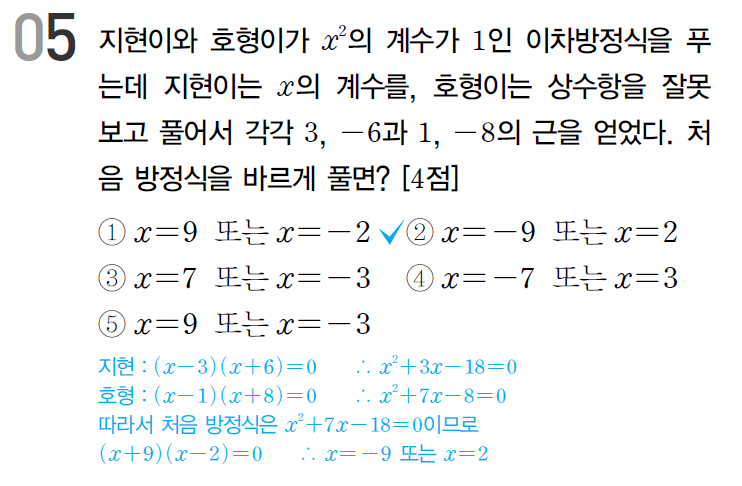 05 지현이와 호형이가 x²의 계수가 1인 이차방정식을 푸
는데 지현이는 x의 계수를, 호형이는 상수항을 잘못
보고 풀어서 각각 3, -6과 1, -8의 근을 얻었다. 처
음 방정식을 바르게 풀면? [4점]
① x=9 또는 x=-2 ✓② x=-9 또는 x=2
③ x=7 또는 x=-3 ④ x=-7 또는 x=3
⑤ x=9 또는 x=-3
지현 : (x-3)(x+6)=0 ∴ x²+3x-18=0
호형 : (x-1)(x+8)=0 ∴ x²+7x-8=0
따라서 처음 방정식은 x²+7x-18=0이므로
(x+9)(x-2)=0 ∴ x=-9 또는 x=2